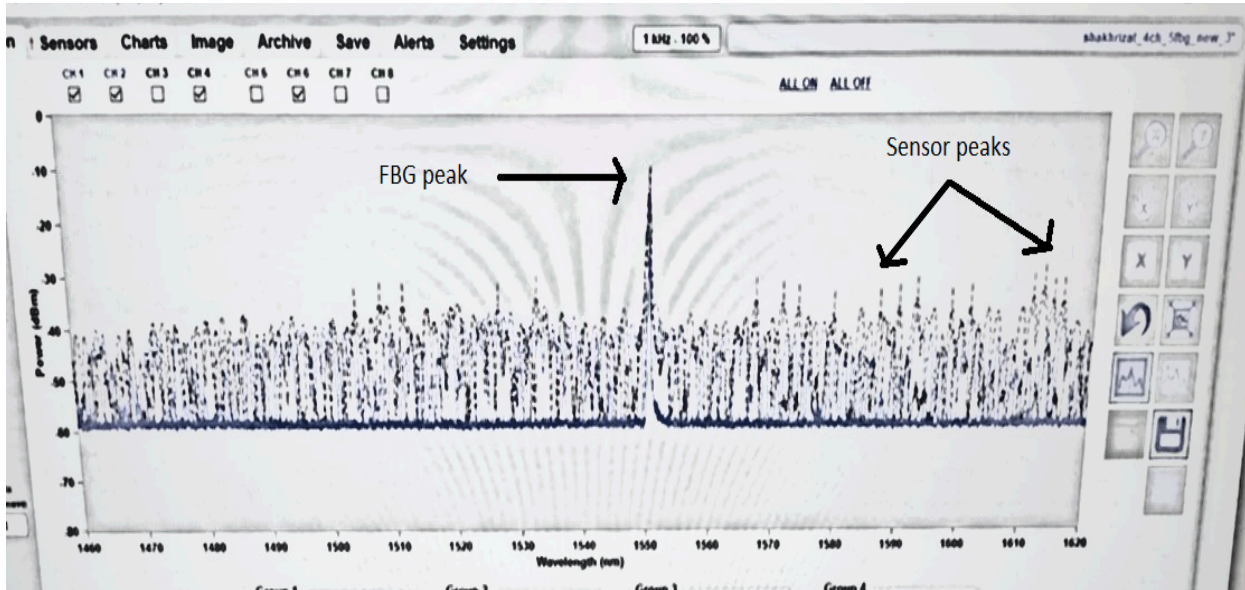 Sensors Charts Image Archive Save Alerts Settings
1 kHz - 100 %
CH 1 CH 2 CH 3 CH 4 CH 5 CH 6 CH 7 CH 8
ALL ON ALL OFF
FBG peak
Sensor peaks
Power (dBm)
0
-10
-20
-30
-40
-50
-60
-70
-80
1460 1470 1480 1490 1500 1510 1520 1530 1540 1550 1560 1570 1580 1590 1600 1610 1620
Wavelength (nm)
X Y